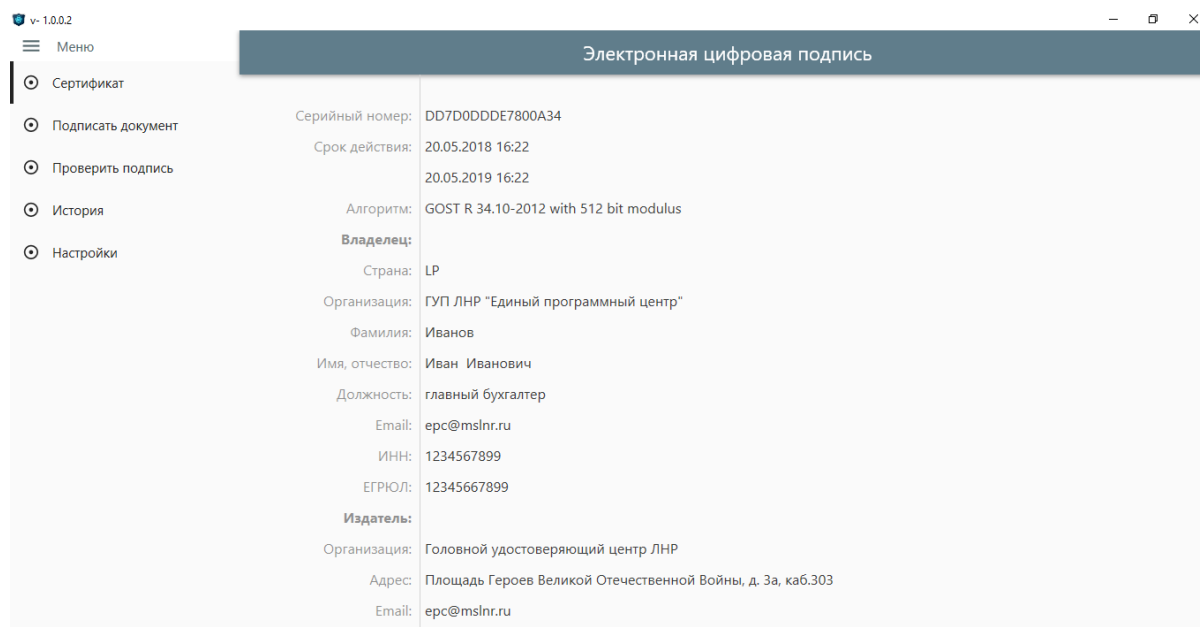 v- 1.0.0.2
Меню
Электронная цифровая подпись
Сертификат
Подписать документ
Проверить подпись
История
Настройки
Серийный номер: DD7D0DDDE7800A34
Срок действия: 20.05.2018 16:22
20.05.2019 16:22
Алгоритм: GOST R 34.10-2012 with 512 bit modulus
Владелец:
Страна: LP
Организация: ГУП ЛНР "Единый программный центр"
Фамилия: Иванов
Имя, отчество: Иван  Иванович
Должность: главный бухгалтер
Email: epc@mslnr.ru
ИНН: 1234567899
ЕГРЮЛ: 12345667899
Издатель:
Организация: Головной удостоверяющий центр ЛНР
Адрес: Площадь Героев Великой Отечественной Войны, д. 3а, каб.303
Email: epc@mslnr.ru